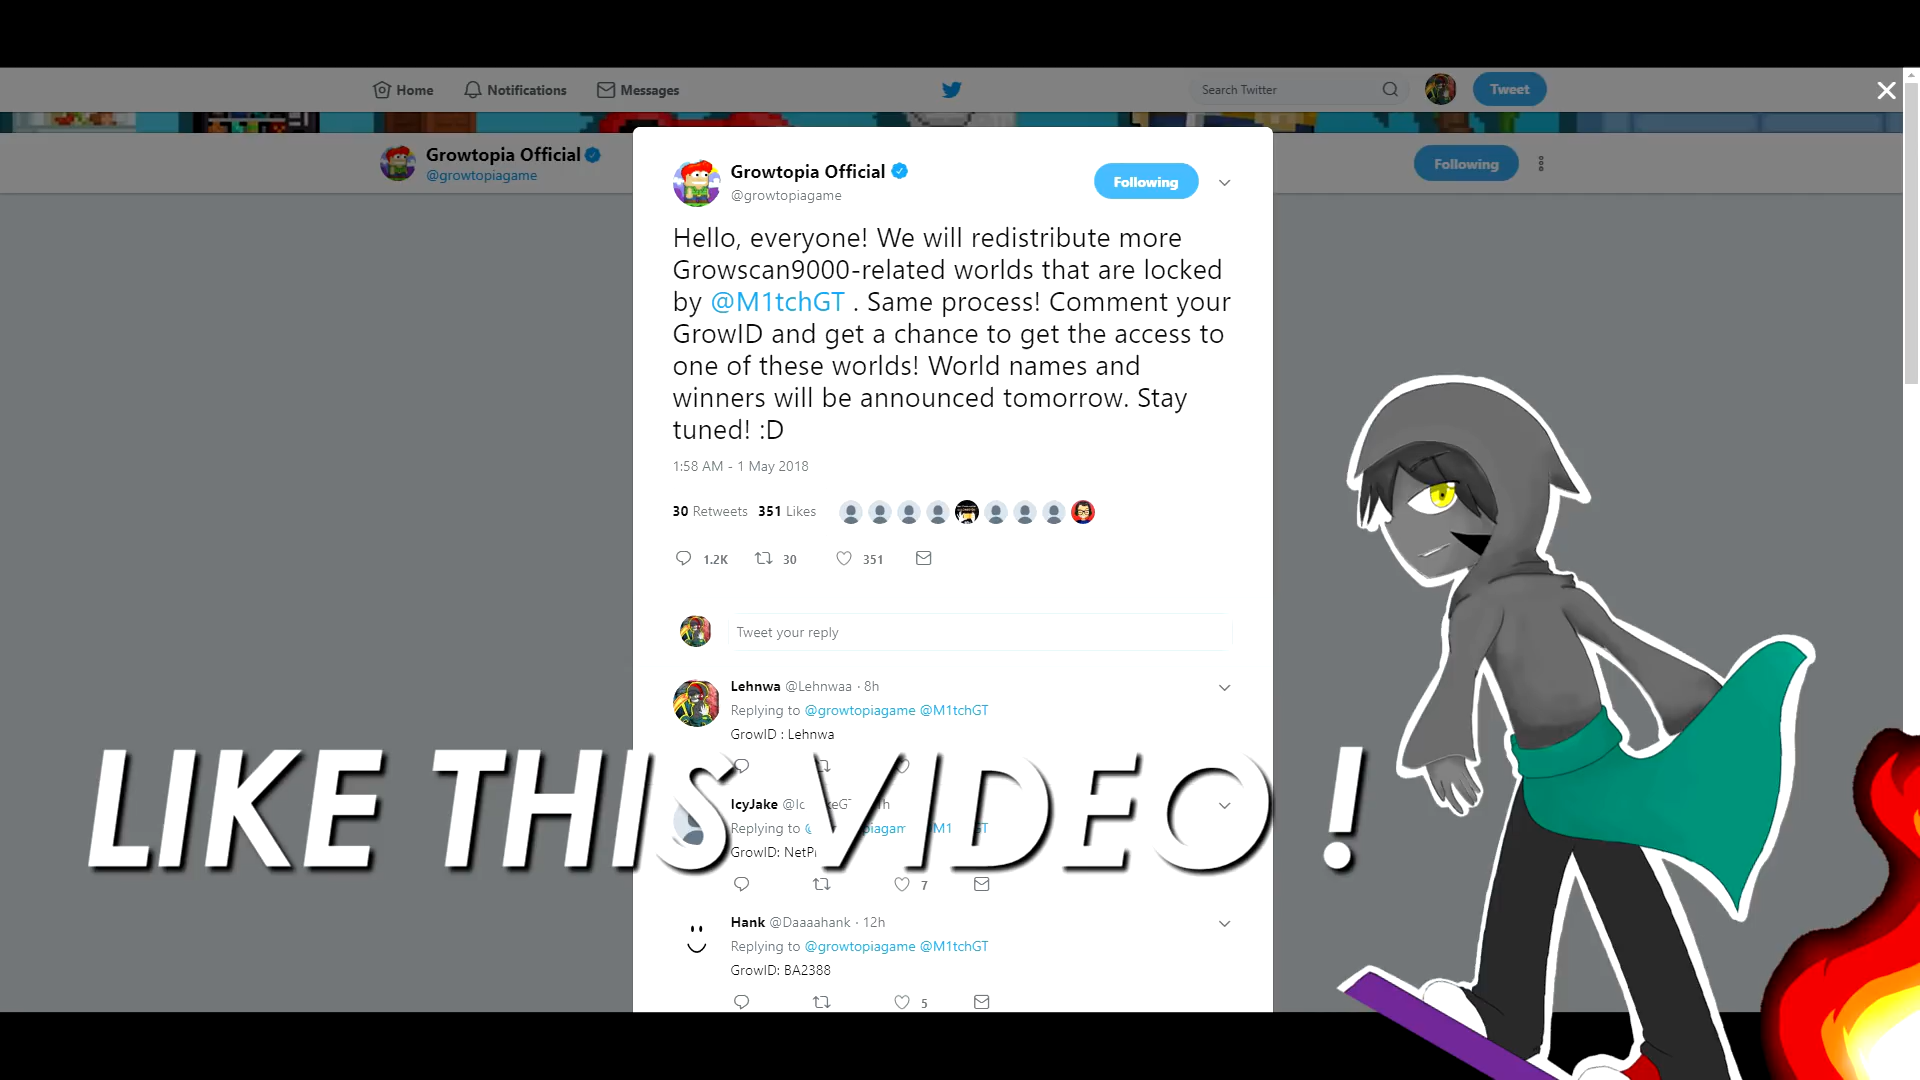 Home Notifications Messages Search Twitter Tweet
Growtopia Official
@growtopiagame
Following
Growtopia Official
@growtopiagame
Following
Hello, everyone! We will redistribute more
Growscan9000-related worlds that are locked
by @M1tchGT . Same process! Comment your
GrowID and get a chance to get the access to
one of these worlds! World names and
winners will be announced tomorrow. Stay
tuned! :D
1:58 AM - 1 May 2018
30 Retweets 351 Likes
1.2K 30 351
Tweet your reply
Lehnwa @Lehnwaa · 8h
Replying to @growtopiagame @M1tchGT
GrowID : Lehnwa
LIKE THIS VIDEO !
IcyJake
Replying to
GrowID:
7
Hank @Daaaahank · 12h
Replying to @growtopiagame @M1tchGT
GrowID: BA2388
5